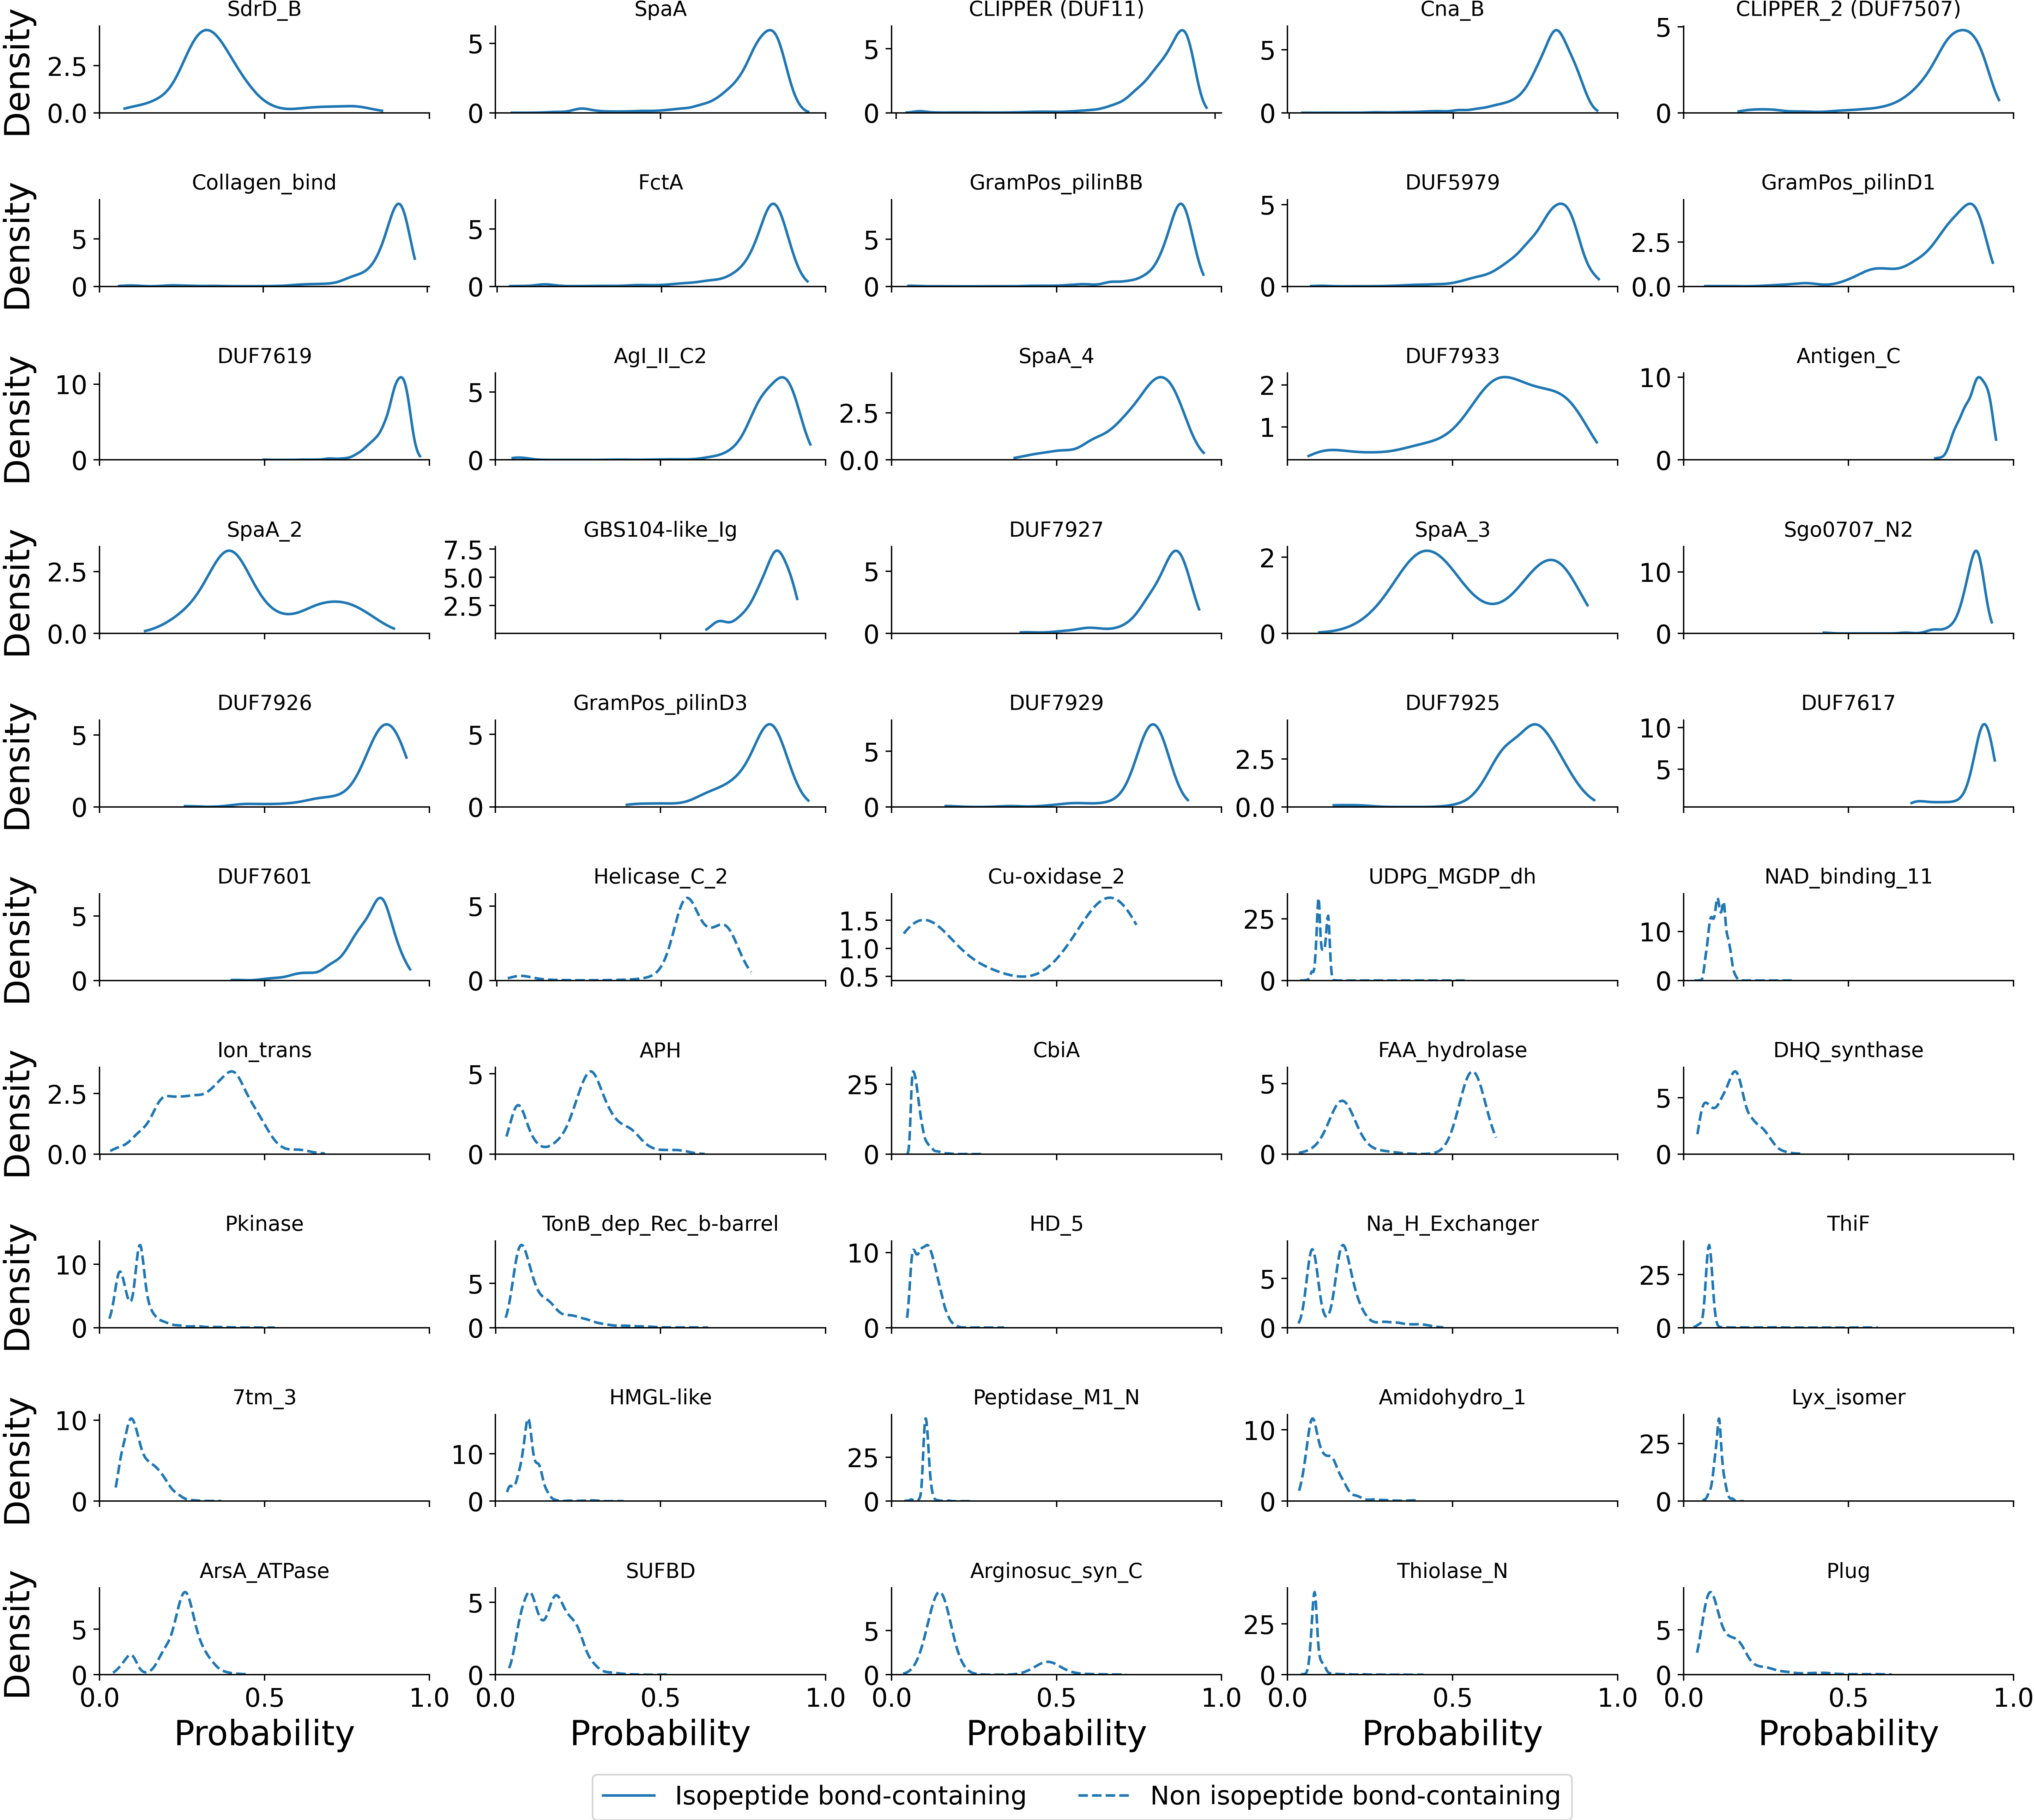 SdrD_B SpaA CLIPPER (DUF11) Cna_B CLIPPER_2 (DUF7507)
Density 2.5 0.0 5 0 5 0 5 0 5 0
Collagen_bind FctA GramPos_pilinBB DUF5979 GramPos_pilinD1
Density 5 0 5 0 5 0 5 0 2.5 0.0
DUF7619 AgI_II_C2 SpaA_4 DUF7933 Antigen_C
Density 10 0 5 0 2.5 0.0 2 1 10 5 0
SpaA_2 GBS104-like_Ig DUF7927 SpaA_3 Sgo0707_N2
Density 2.5 0.0 7.5 5.0 2.5 5 0 2 1 0 10 0
DUF7926 GramPos_pilinD3 DUF7929 DUF7925 DUF7617
Density 5 0 5 0 5 0 2.5 0.0 10 5
DUF7601 Helicase_C_2 Cu-oxidase_2 UDPG_MGDP_dh NAD_binding_11
Density 5 0 5 0 1.5 1.0 0.5 25 0 10 0
Ion_trans APH CbiA FAA_hydrolase DHQ_synthase
Density 2.5 0.0 5 0 25 0 5 0 5 0
Pkinase TonB_dep_Rec_b-barrel HD_5 Na_H_Exchanger ThiF
Density 10 0 5 0 10 0 5 0 25 0
7tm_3 HMGL-like Peptidase_M1_N Amidohydro_1 Lyx_isomer
Density 10 0 10 0 25 0 10 0 25 0
ArsA_ATPase SUFBD Arginosuc_syn_C Thiolase_N Plug
Density 5 0 5 0 5 0 25 0 5 0
0.0 0.5 1.0 0.0 0.5 1.0 0.0 0.5 1.0 0.0 0.5 1.0 0.0 0.5 1.0
Probability Probability Probability Probability Probability
Isopeptide bond-containing Non isopeptide bond-containing